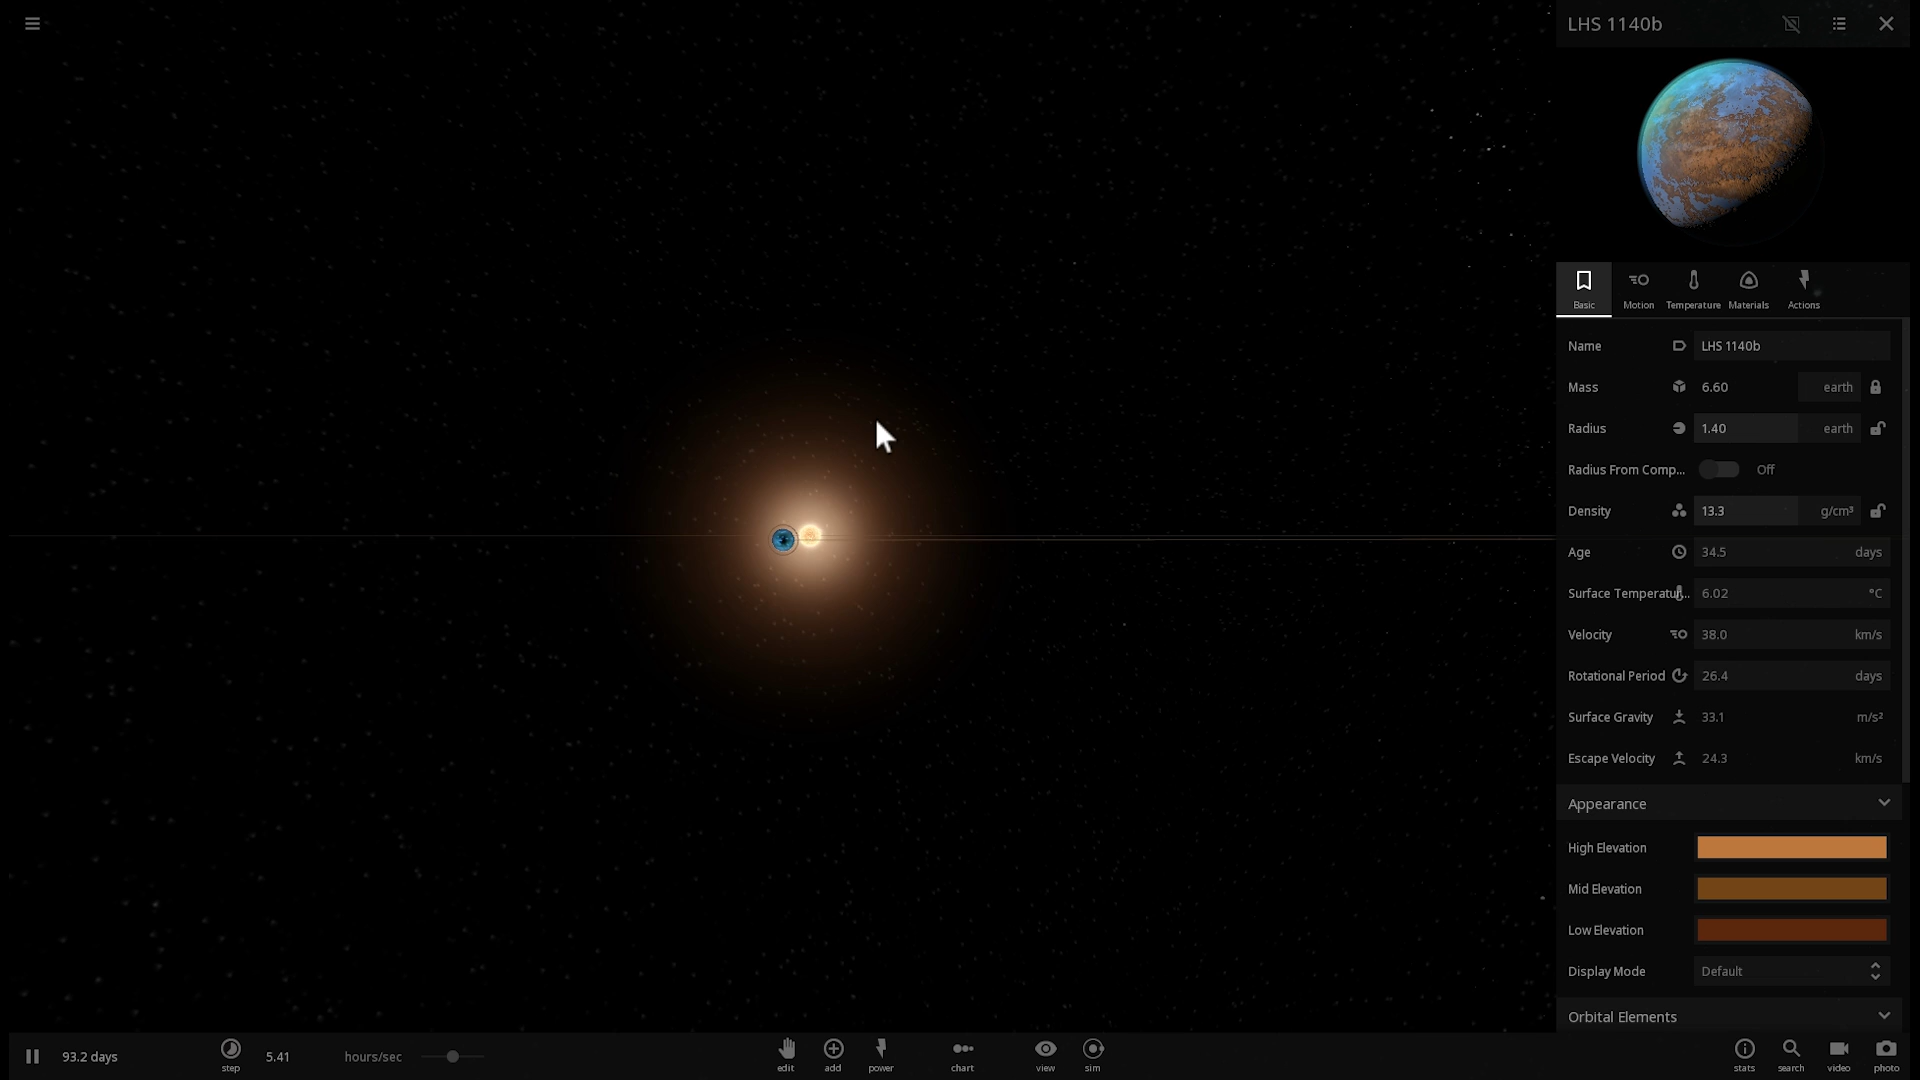 LHS 1140b
Basic Motion Temperature Materials Actions
Name LHS 1140b
Mass 6.60 earth
Radius 1.40 earth
Radius From Comp... Off
Density 13.3 g/cm³
Age 34.5 days
Surface Temperatur... 6.02 °C
Velocity 38.0 km/s
Rotational Period 26.4 days
Surface Gravity 33.1 m/s²
Escape Velocity 24.3 km/s
Appearance
High Elevation
Mid Elevation
Low Elevation
Display Mode Default
Orbital Elements
93.2 days step 5.41 hours/sec edit add power chart view sim stats search video photo